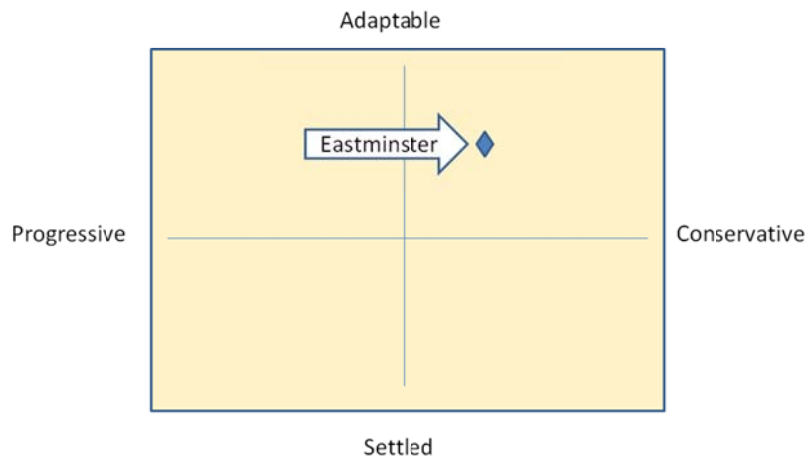 Adaptable
Eastminster
Progressive
Conservative
Settled